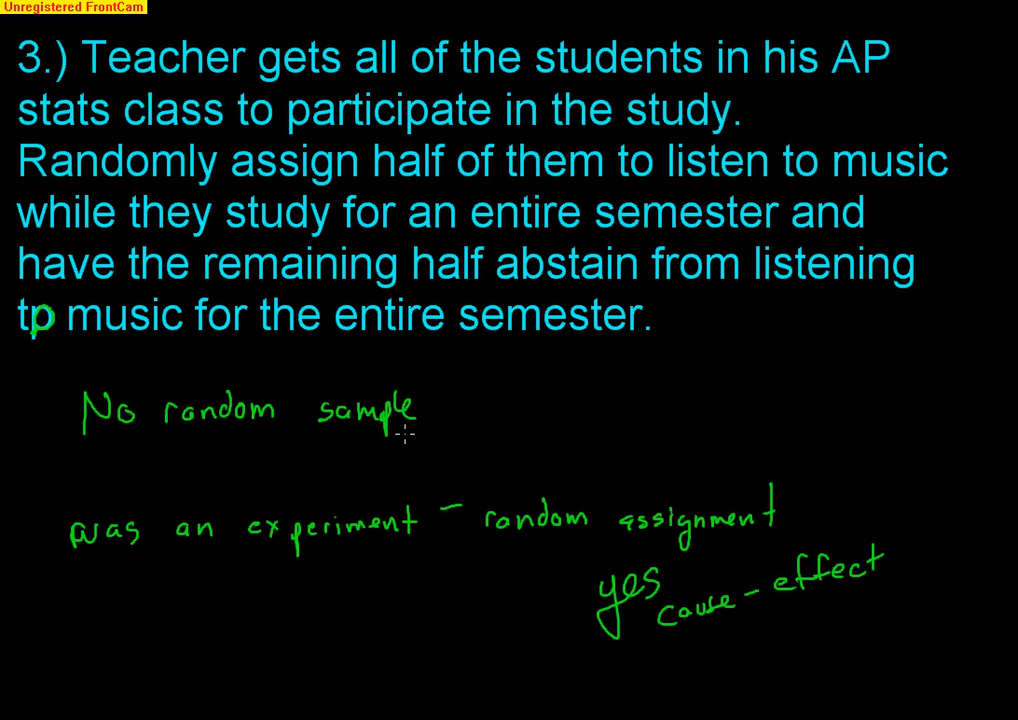 Unregistered FrontCam
3.) Teacher gets all of the students in his AP
stats class to participate in the study.
Randomly assign half of them to listen to music
while they study for an entire semester and
have the remaining half abstain from listening
to music for the entire semester.
No random sample
was an experiment - random assignment
yes
cause - effect